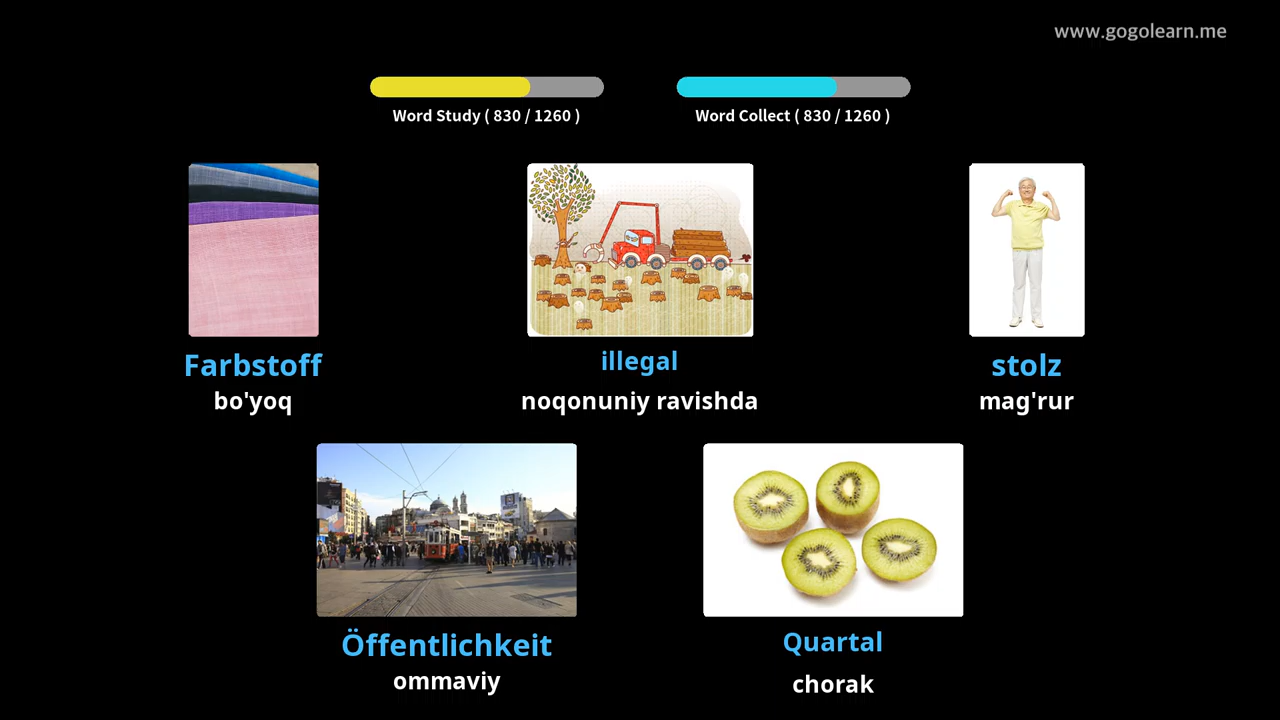 www.gogolearn.me
Word Study ( 830 / 1260 )
Word Collect ( 830 / 1260 )
Farbstoff
bo'yoq
illegal
noqonuniy ravishda
stolz
mag'rur
Öffentlichkeit
ommaviy
Quartal
chorak